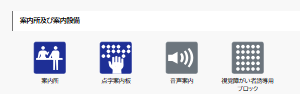 案内所及び案内設備
案内所
点字案内板
音声案内
視覚障がい者誘導用
ブロック